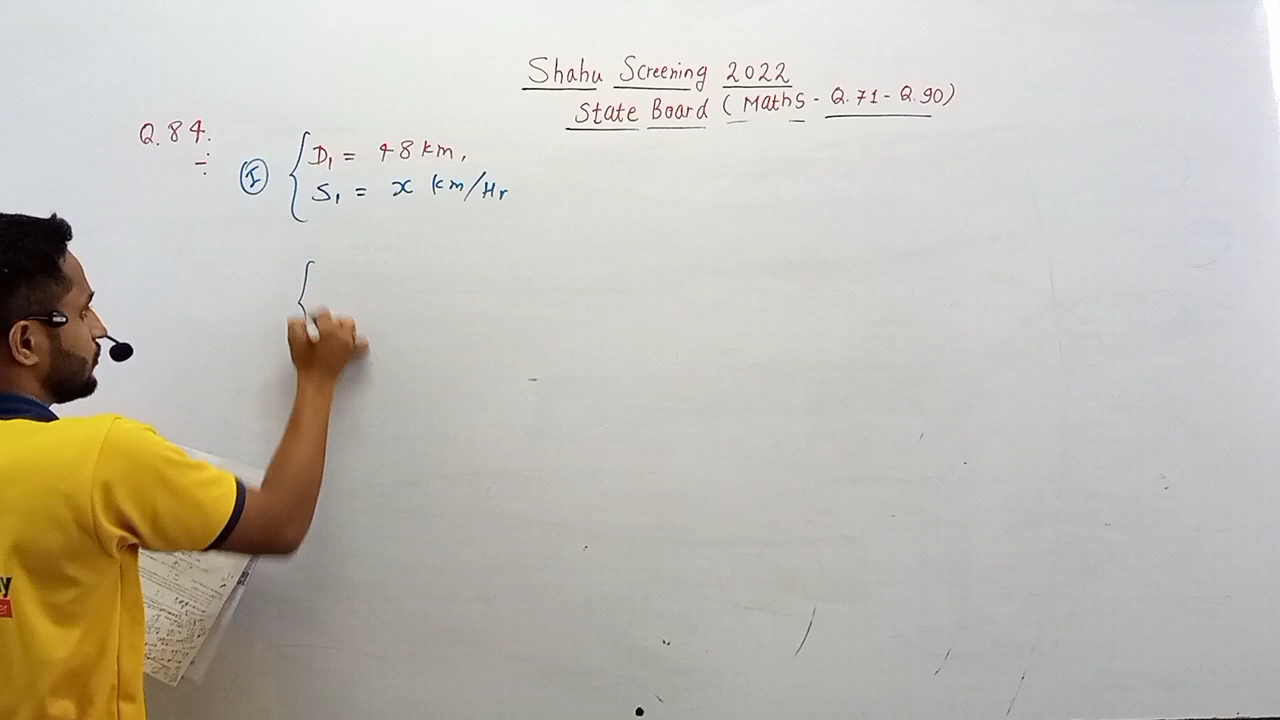 Shahu Screening 2022
State Board (Maths - Q.71 - Q.90)
Q.84.
I
D₁ = 48 km,
S₁ = x km/Hr